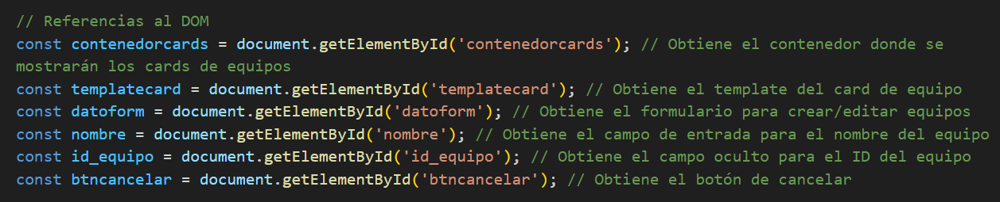 // Referencias al DOM
const contenedorcards = document.getElementById('contenedorcards'); // Obtiene el contenedor donde se
mostrarán los cards de equipos
const templatecard = document.getElementById('templatecard'); // Obtiene el template del card de equipo
const datoform = document.getElementById('datoform'); // Obtiene el formulario para crear/editar equipos
const nombre = document.getElementById('nombre'); // Obtiene el campo de entrada para el nombre del equipo
const id_equipo = document.getElementById('id_equipo'); // Obtiene el campo oculto para el ID del equipo
const btncancelar = document.getElementById('btncancelar'); // Obtiene el botón de cancelar